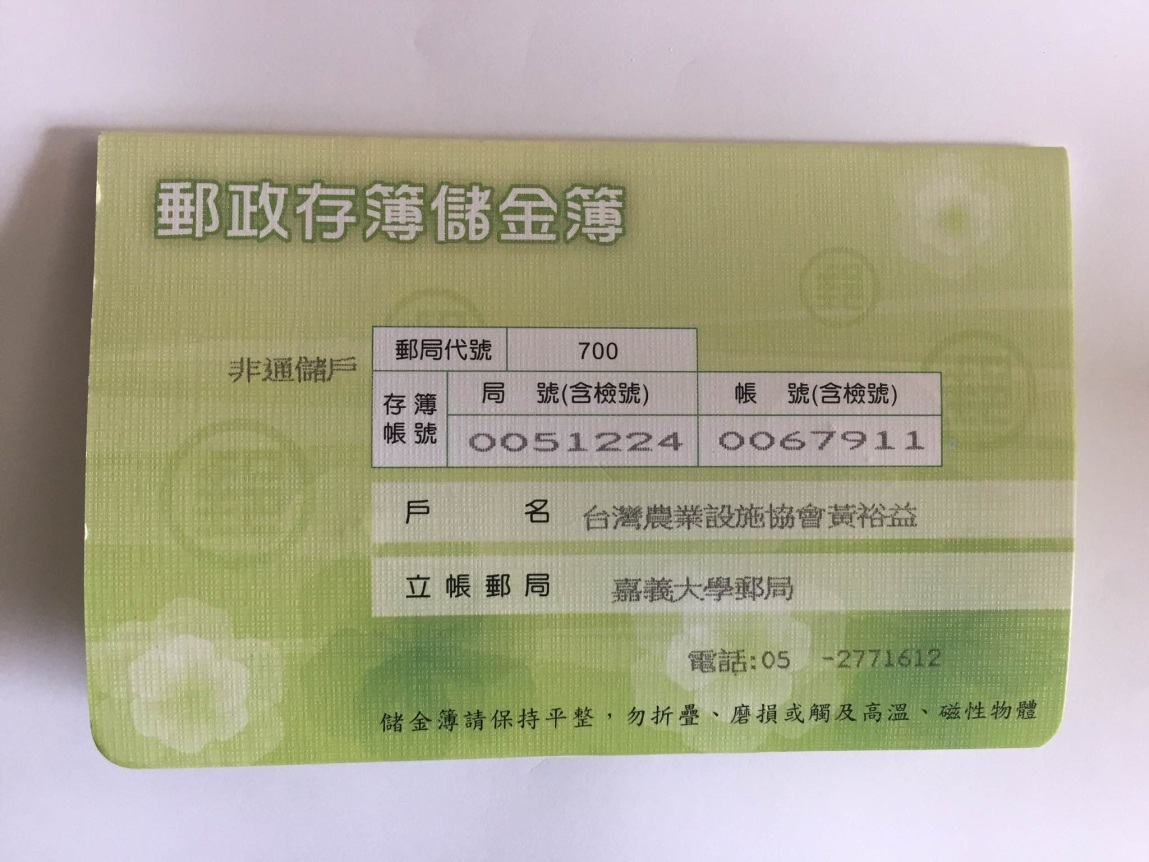 郵政存簿儲金簿
非通儲戶
郵局代號 700
存簿帳號
局 號(含檢號) 帳 號(含檢號)
0051224 0067911
戶 名 台灣農業設施協會黃裕益
立帳郵局 嘉義大學郵局
電話:05 -2771612
儲金簿請保持平整,勿折疊、磨損或觸及高溫、磁性物體